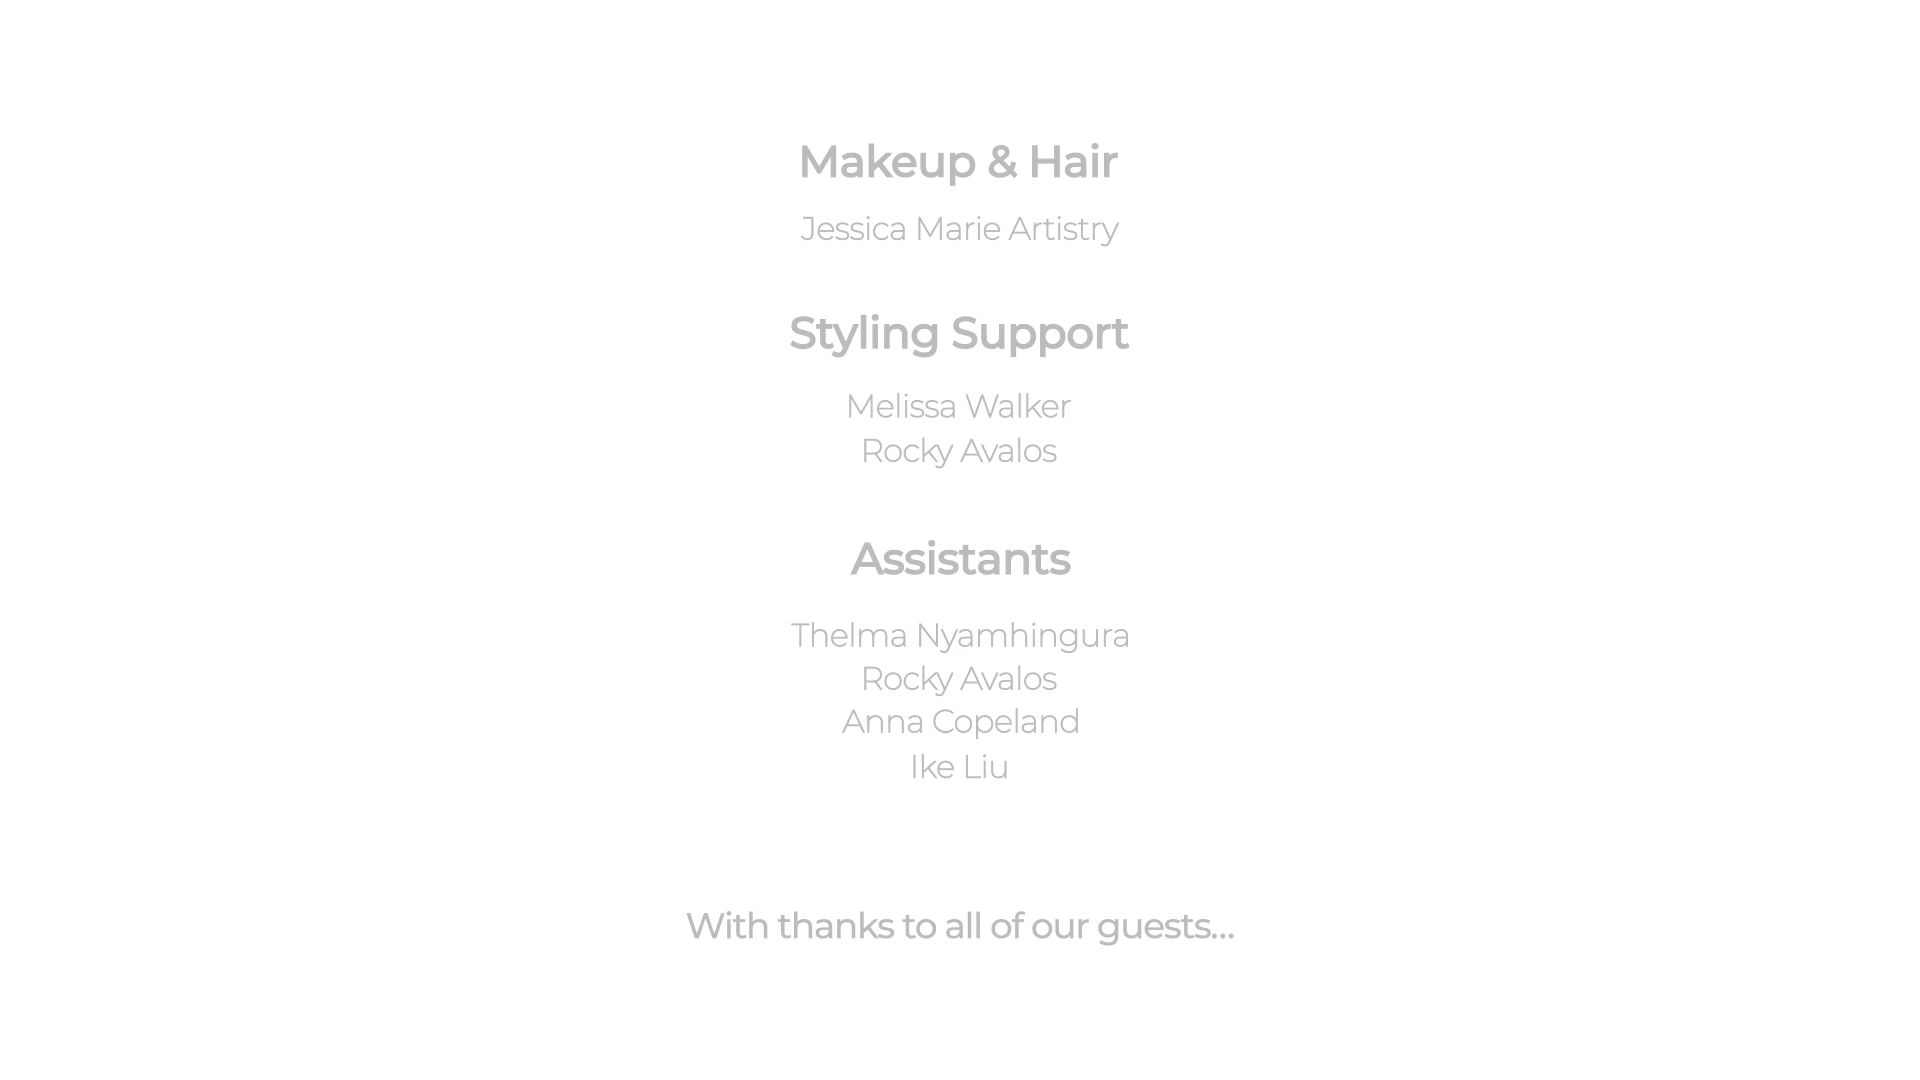 Makeup & Hair
Jessica Marie Artistry
Styling Support
Melissa Walker
Rocky Avalos
Assistants
Thelma Nyamhingura
Rocky Avalos
Anna Copeland
Ike Liu
With thanks to all of our guests...